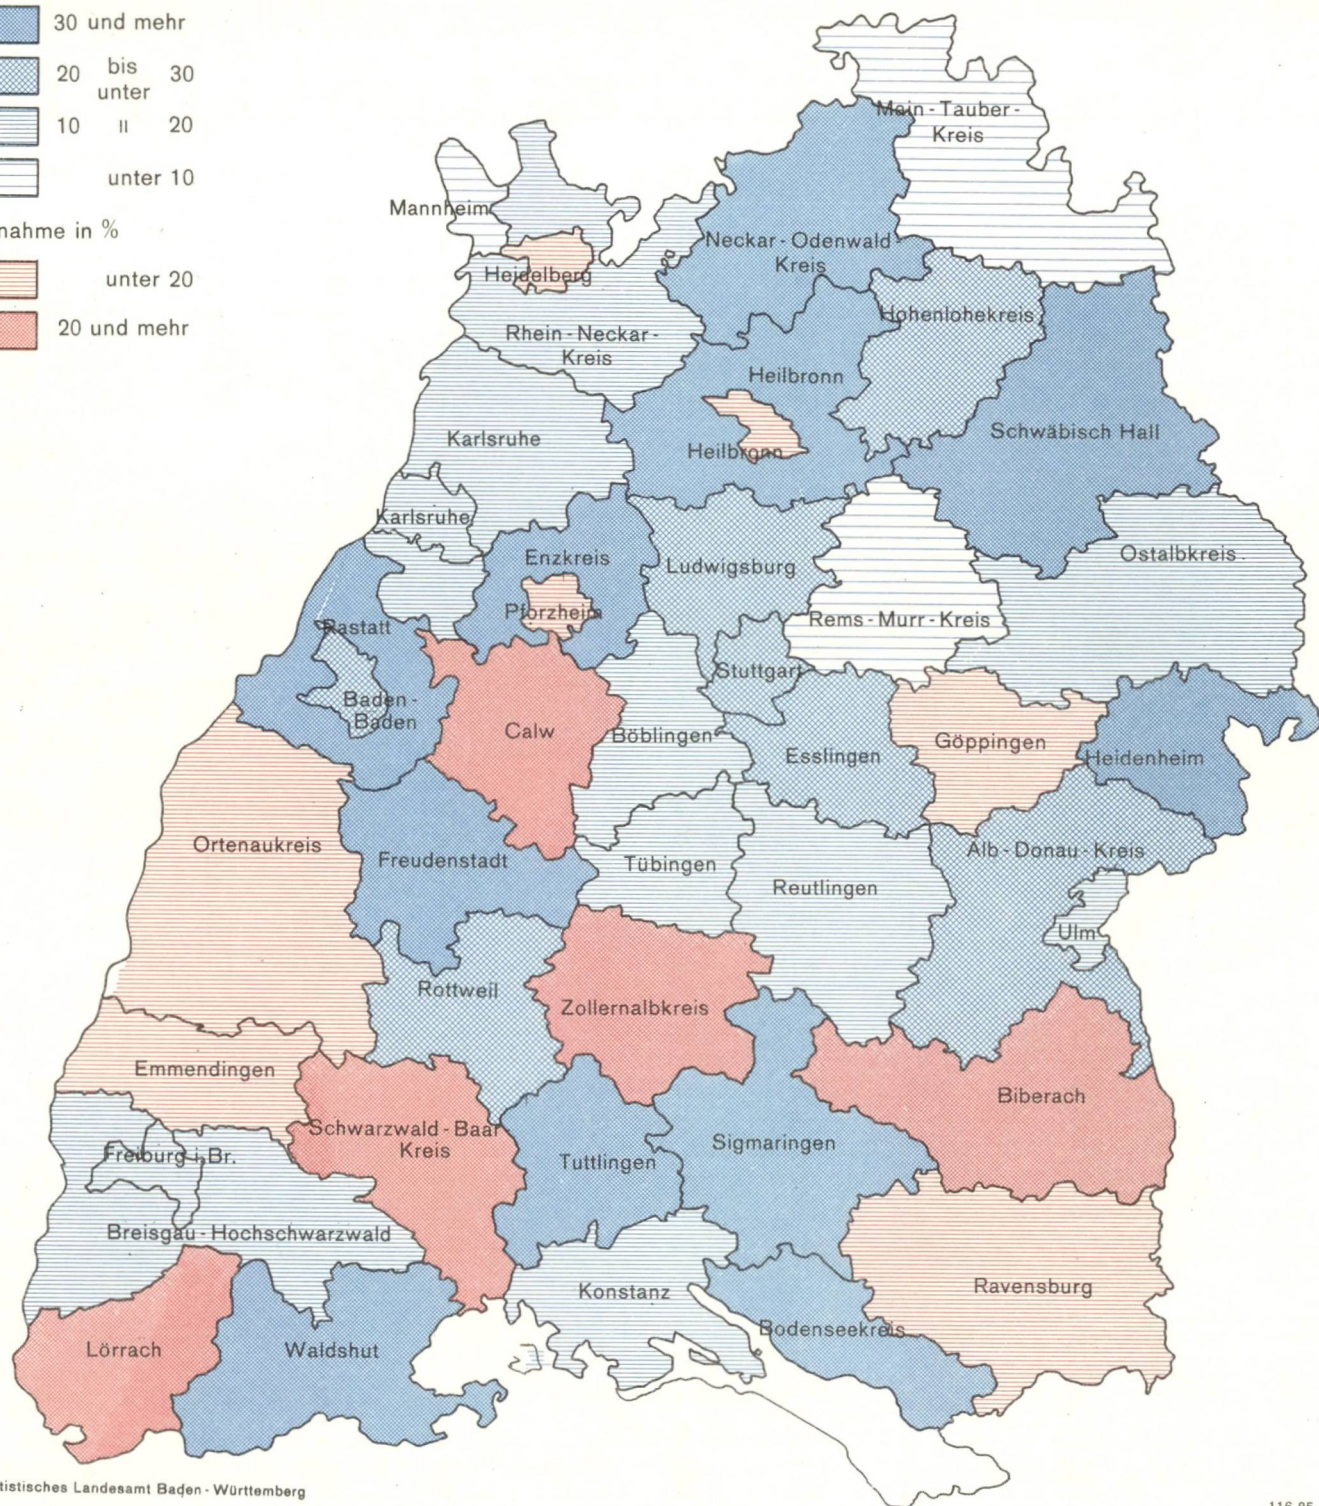 30 und mehr
20 bis unter 30
10 " 20
unter 10
nahme in %
unter 20
20 und mehr
Main-Tauber-
Kreis
Mannheim
Neckar-Odenwald-
Kreis
Heidelberg
Hohenlohekreis
Rhein-Neckar-
Kreis
Heilbronn
Karlsruhe
Schwäbisch Hall
Heilbronn
Karlsruhe
Enzkreis
Ostalbkreis
Ludwigsburg
Pforzheim
Rems-Murr-Kreis
Rastatt
Stuttgart
Baden-
Baden
Calw
Böblingen
Esslingen
Göppingen
Heidenheim
Ortenaukreis
Freudenstadt
Tübingen
Reutlingen
Alb-Donau-Kreis
Ulm
Rottweil
Zollernalbkreis
Emmendingen
Biberach
Schwarzwald-Baar
Kreis
Freiburg i.Br.
Tuttlingen
Sigmaringen
Breisgau-Hochschwarzwald
Konstanz
Ravensburg
Lörrach
Waldshut
Bodenseekreis
tistisches Landesamt Baden-Württemberg
116 85